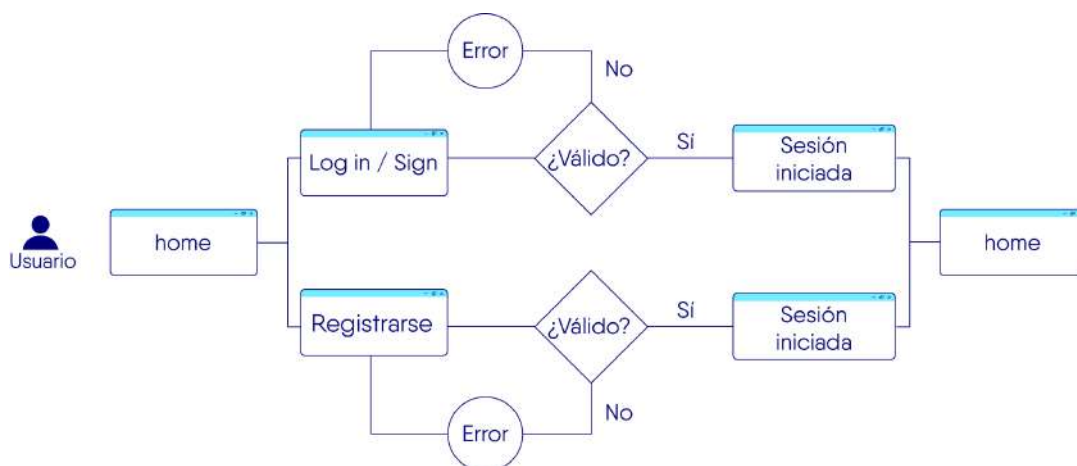 Error
No
Log in / Sign
¿Válido?
Sí
Sesión
iniciada
Usuario
home
home
Registrarse
¿Válido?
Sí
Sesión
iniciada
Error
No